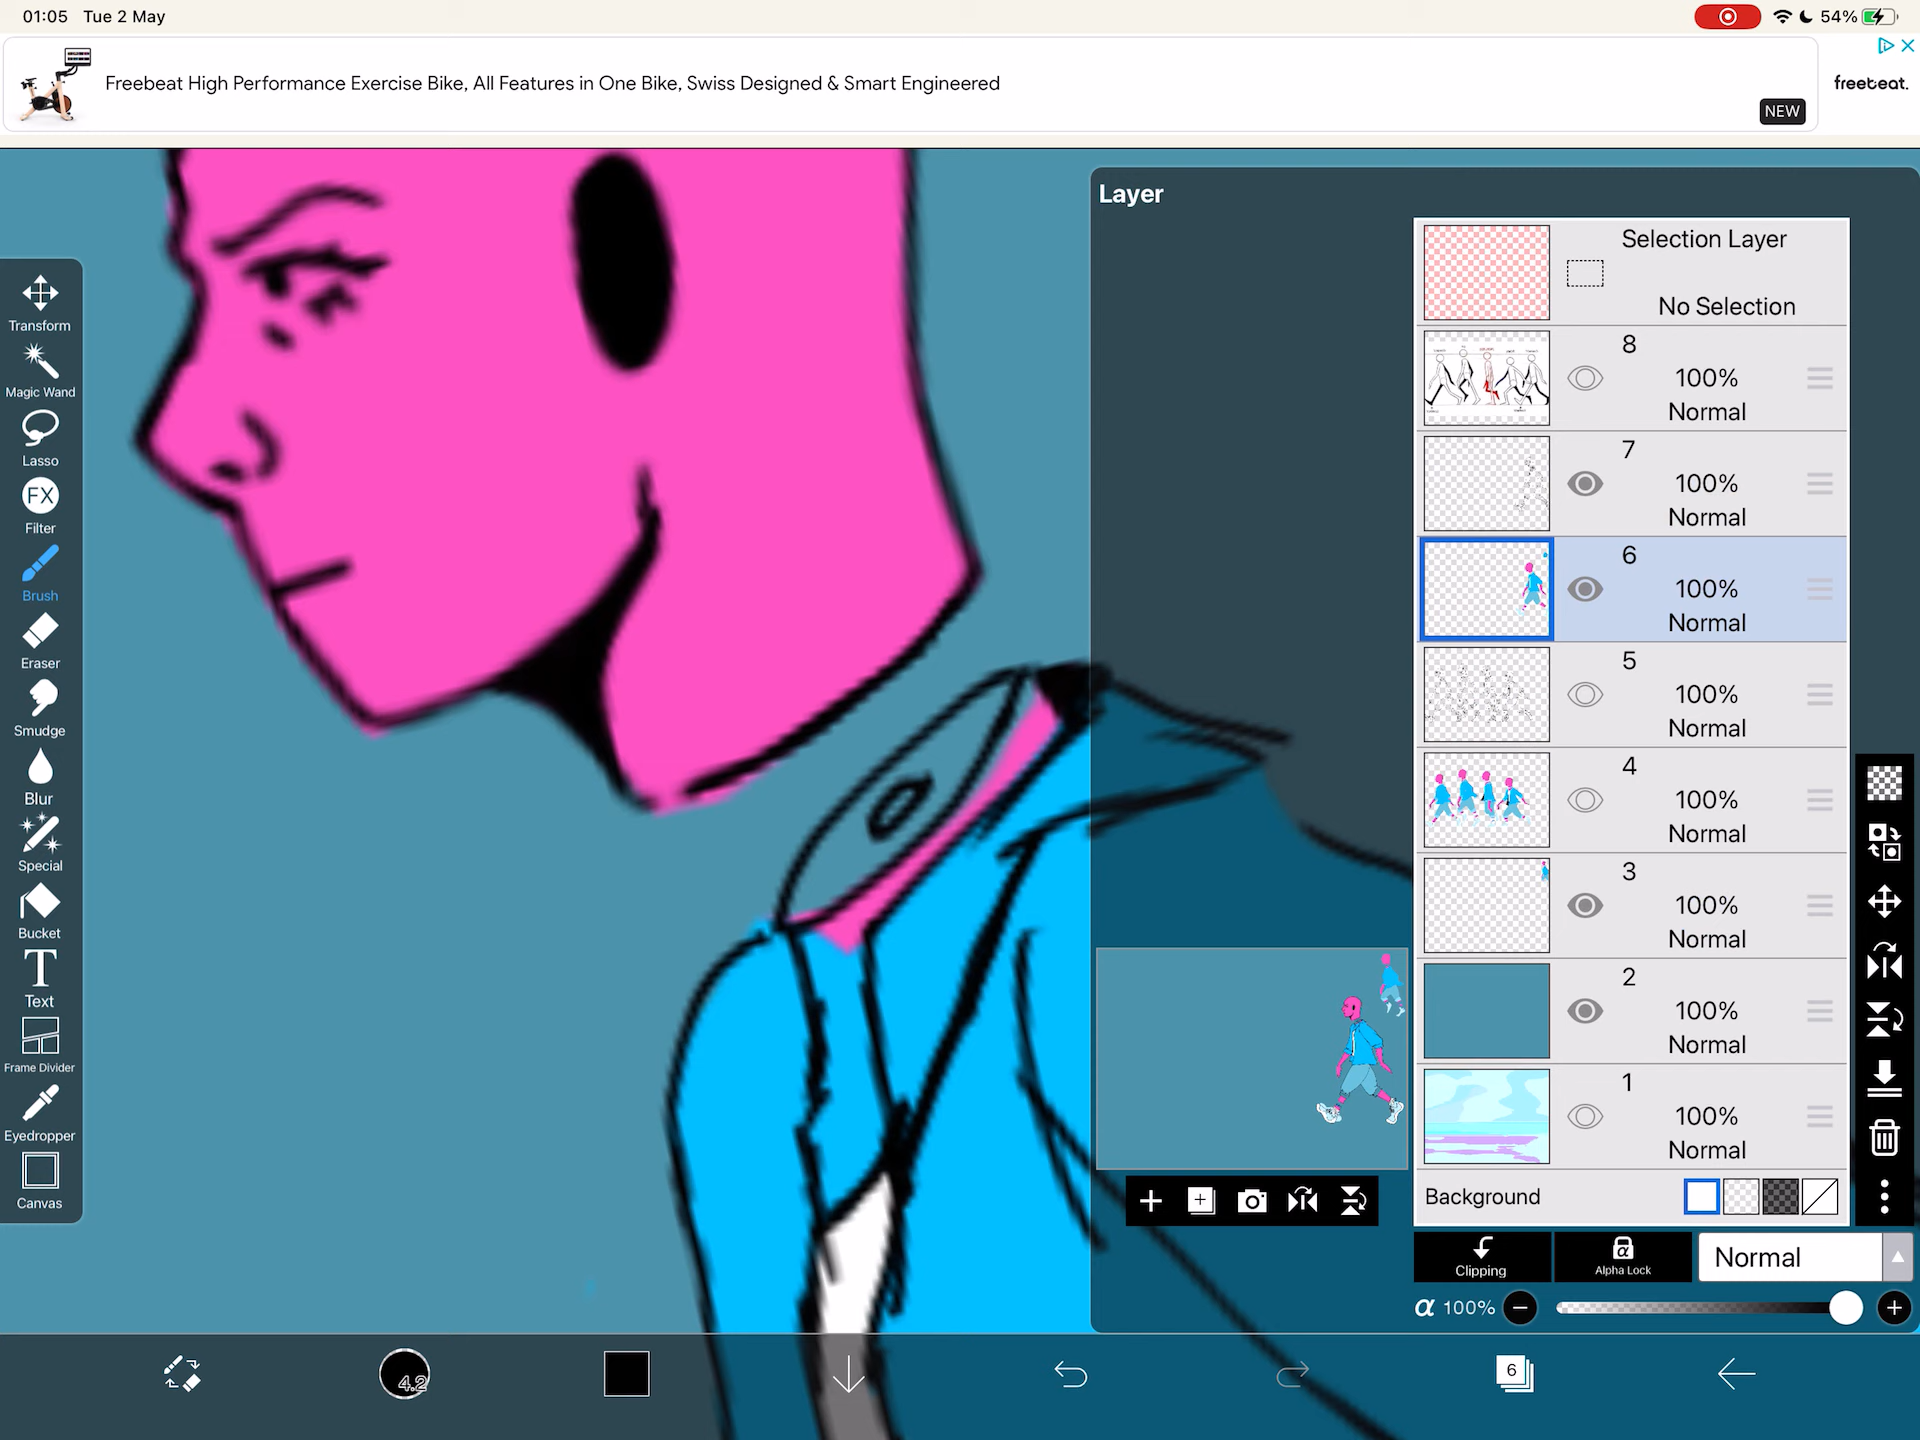 01:05 Tue 2 May
54%
Freebeat High Performance Exercise Bike, All Features in One Bike, Swiss Designed & Smart Engineered
freebeat.
NEW
Layer
Transform
Magic Wand
Lasso
FX
Filter
Brush
Eraser
Smudge
Blur
Special
Bucket
T
Text
Frame Divider
Eyedropper
Canvas
Selection Layer
No Selection
8
100%
Normal
7
100%
Normal
6
100%
Normal
5
100%
Normal
4
100%
Normal
3
100%
Normal
2
100%
Normal
1
100%
Normal
Background
Clipping
α
Alpha Lock
Normal
α 100%
4.2
6